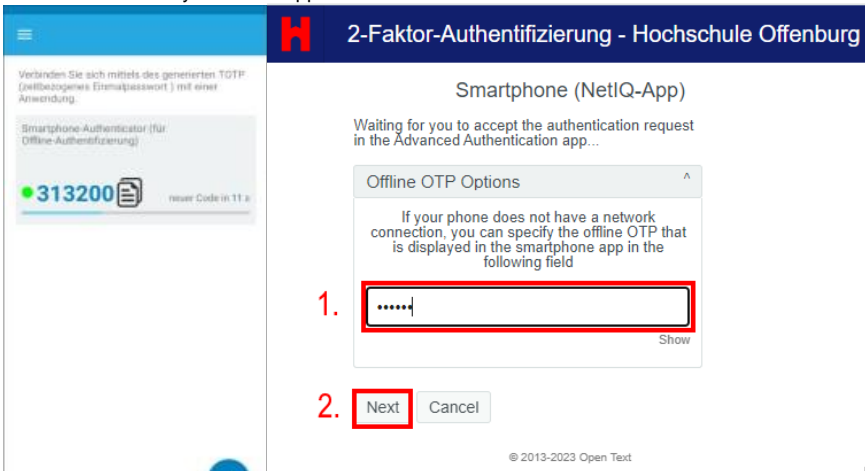 ≡
Verbinden Sie sich mittels des generierten TOTP
(zeitbezogenes Einmalpasswort ) mit einer
Anwendung.
Smartphone-Authenticator (für
Offline-Authentifizierung)
313200
neuer Code in 11 s
H
2-Faktor-Authentifizierung - Hochschule Offenburg
Smartphone (NetIQ-App)
Waiting for you to accept the authentication request
in the Advanced Authentication app...
Offline OTP Options ^
If your phone does not have a network
connection, you can specify the offline OTP that
is displayed in the smartphone app in the
following field
1. ••••••
Show
2. Next Cancel
© 2013-2023 Open Text